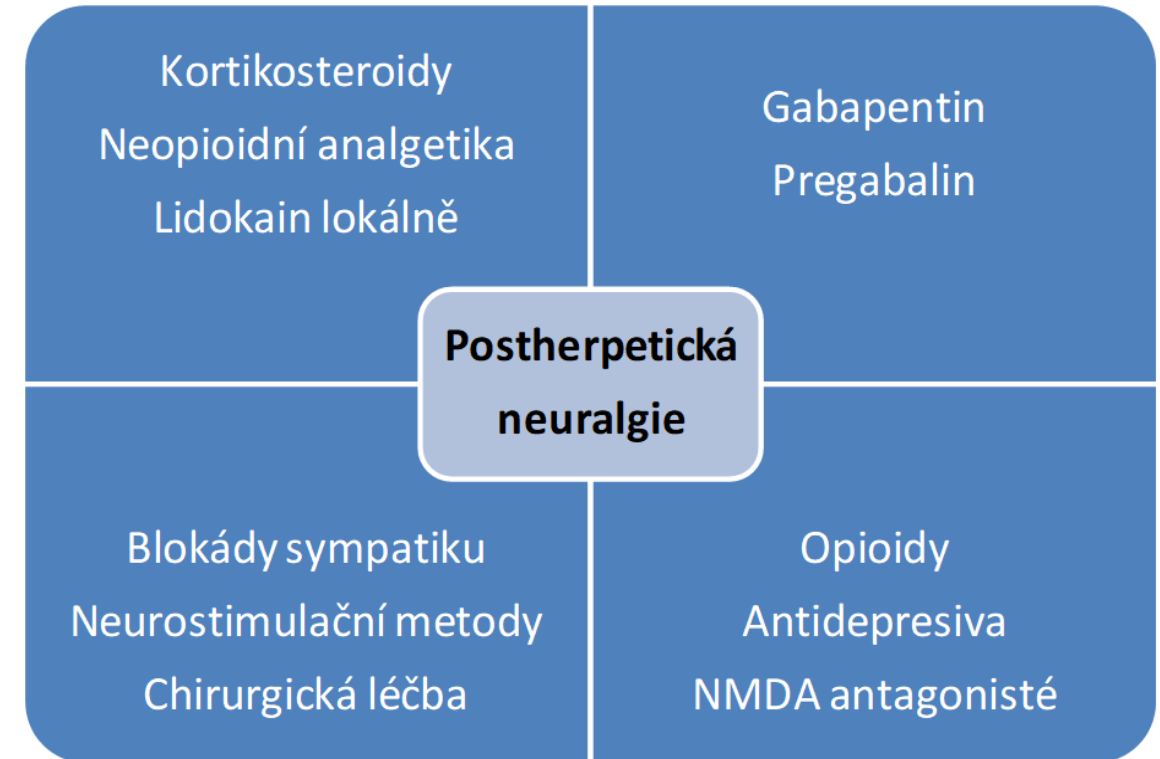 Kortikosteroidy
Neopioidní analgetika
Lidokain lokálně
Gabapentin
Pregabalin
Postherpetická
neuralgie
Blokády sympatiku
Neurostimulační metody
Chirurgická léčba
Opioidy
Antidepresiva
NMDA antagonisté